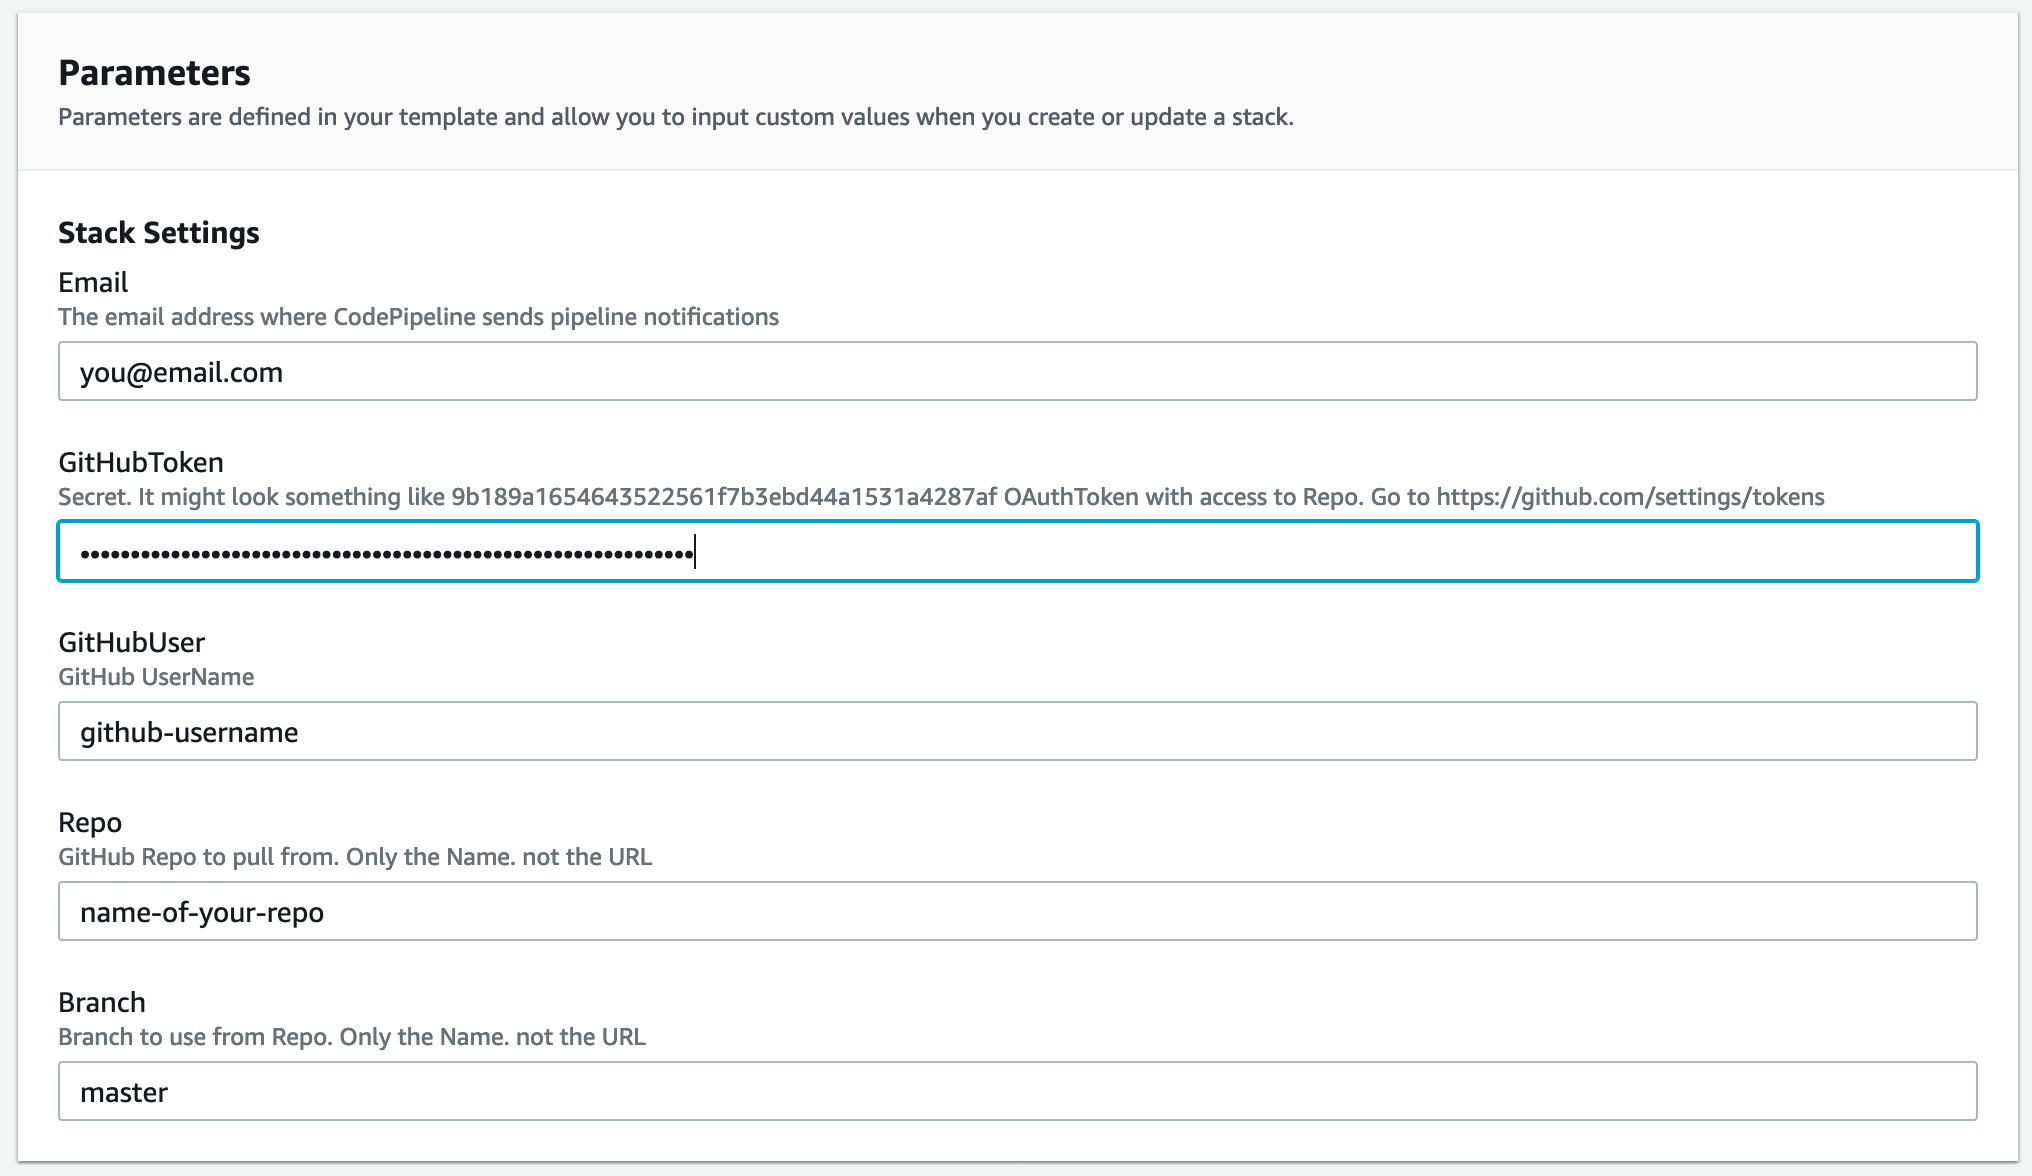 Parameters
Parameters are defined in your template and allow you to input custom values when you create or update a stack.
Stack Settings
Email
The email address where CodePipeline sends pipeline notifications
you@email.com
GitHubToken
Secret. It might look something like 9b189a1654643522561f7b3ebd44a1531a4287af OAuthToken with access to Repo. Go to https://github.com/settings/tokens
•••••••••••••••••••••••••••••••••••••••••••••••••••••••••••••
GitHubUser
GitHub UserName
github-username
Repo
GitHub Repo to pull from. Only the Name. not the URL
name-of-your-repo
Branch
Branch to use from Repo. Only the Name. not the URL
master